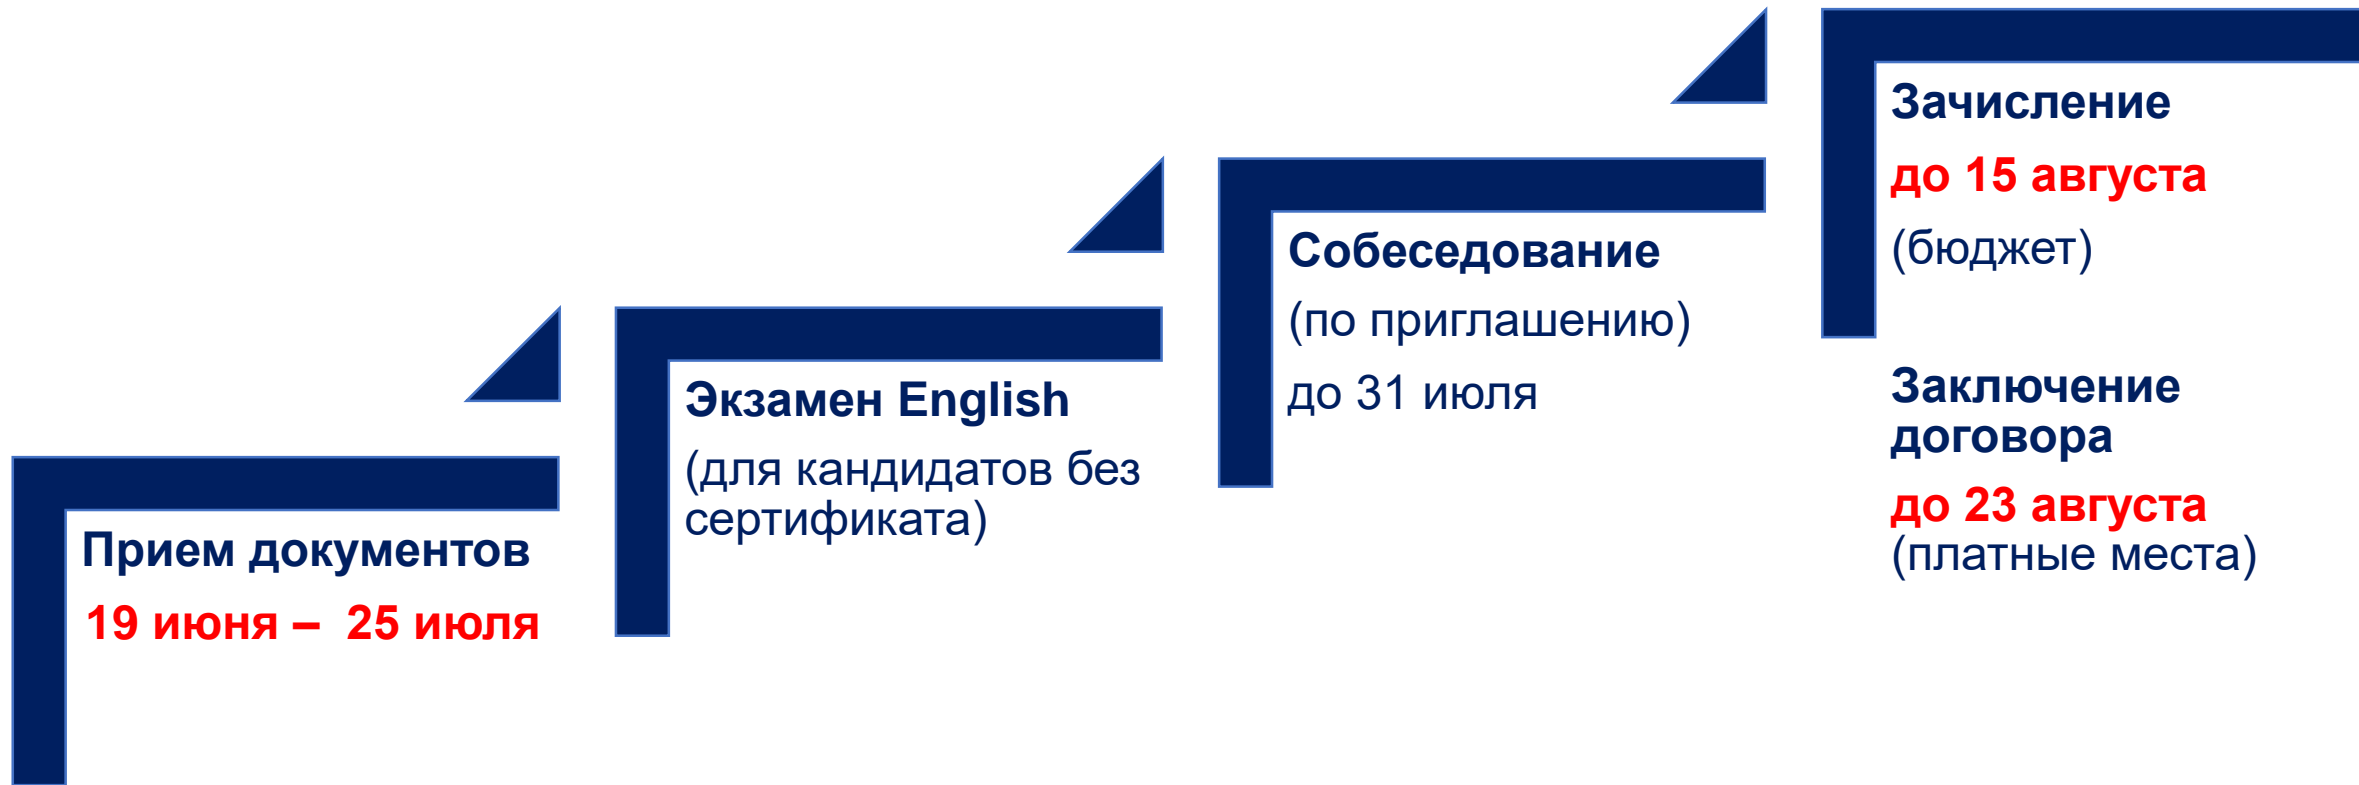 Прием документов
19 июня – 25 июля
Экзамен English
(для кандидатов без
сертификата)
Собеседование
(по приглашению)
до 31 июля
Зачисление
до 15 августа
(бюджет)
Заключение
договора
до 23 августа
(платные места)